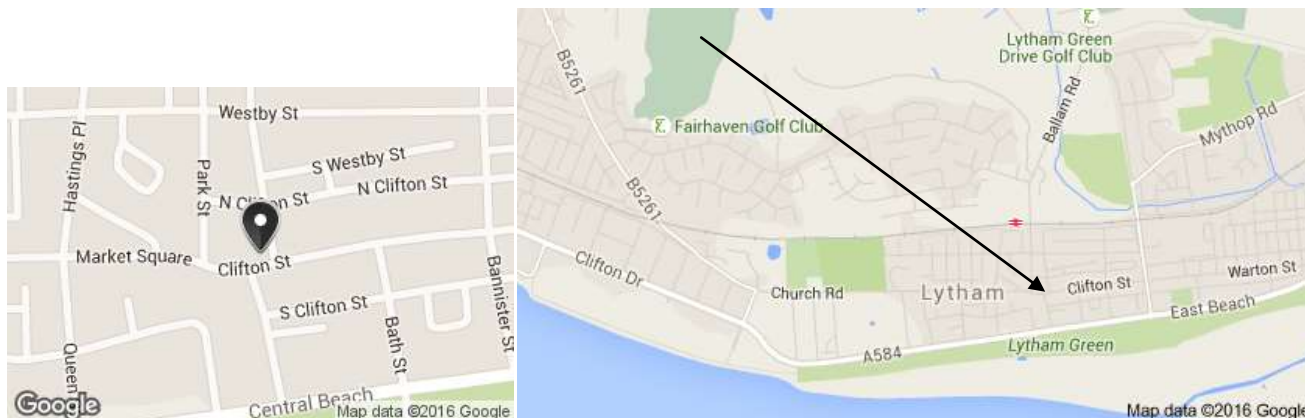 Westby St
Hastings Pl
Park St
S Westby St
N Clifton St
N Clifton St
Market Square
Clifton St
S Clifton St
Bannister St
Bath St
Queen
Central Beach
Google
Map data ©2016 Google
B5261
Lytham Green
Drive Golf Club
Fairhaven Golf Club
Ballam Rd
Mythop Rd
B5261
Clifton Dr
Church Rd
Lytham
Clifton St
Warton St
East Beach
A584
Lytham Green
Map data ©2016 Google